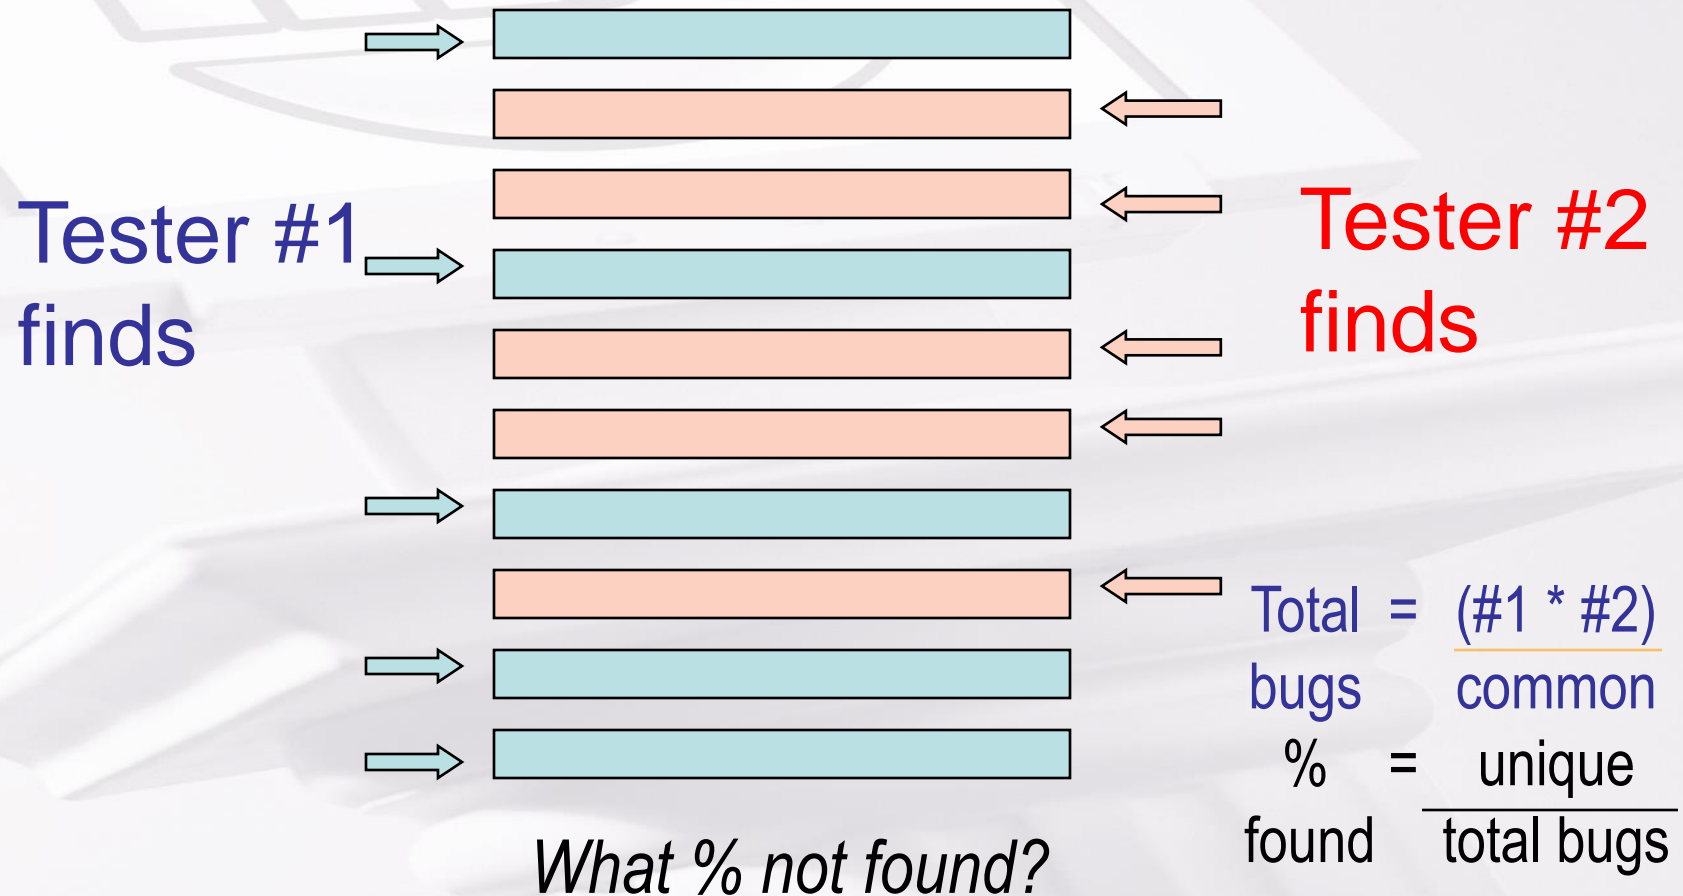 Tester #1
finds
Tester #2
finds
Total = (#1 * #2)
bugs common
% = unique
found total bugs
What % not found?